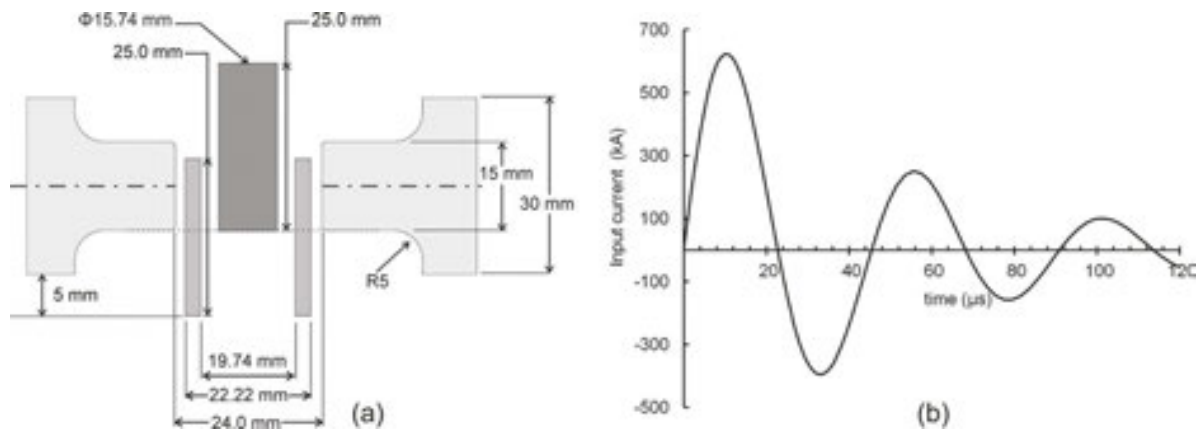 Φ15.74 mm
25.0 mm
25.0 mm
15 mm
30 mm
R5
5 mm
19.74 mm
22.22 mm
24.0 mm
(a)
700
500
300
100
-100
-300
-500
Input current (kA)
20
40
60
80
100
120
time (µs)
(b)